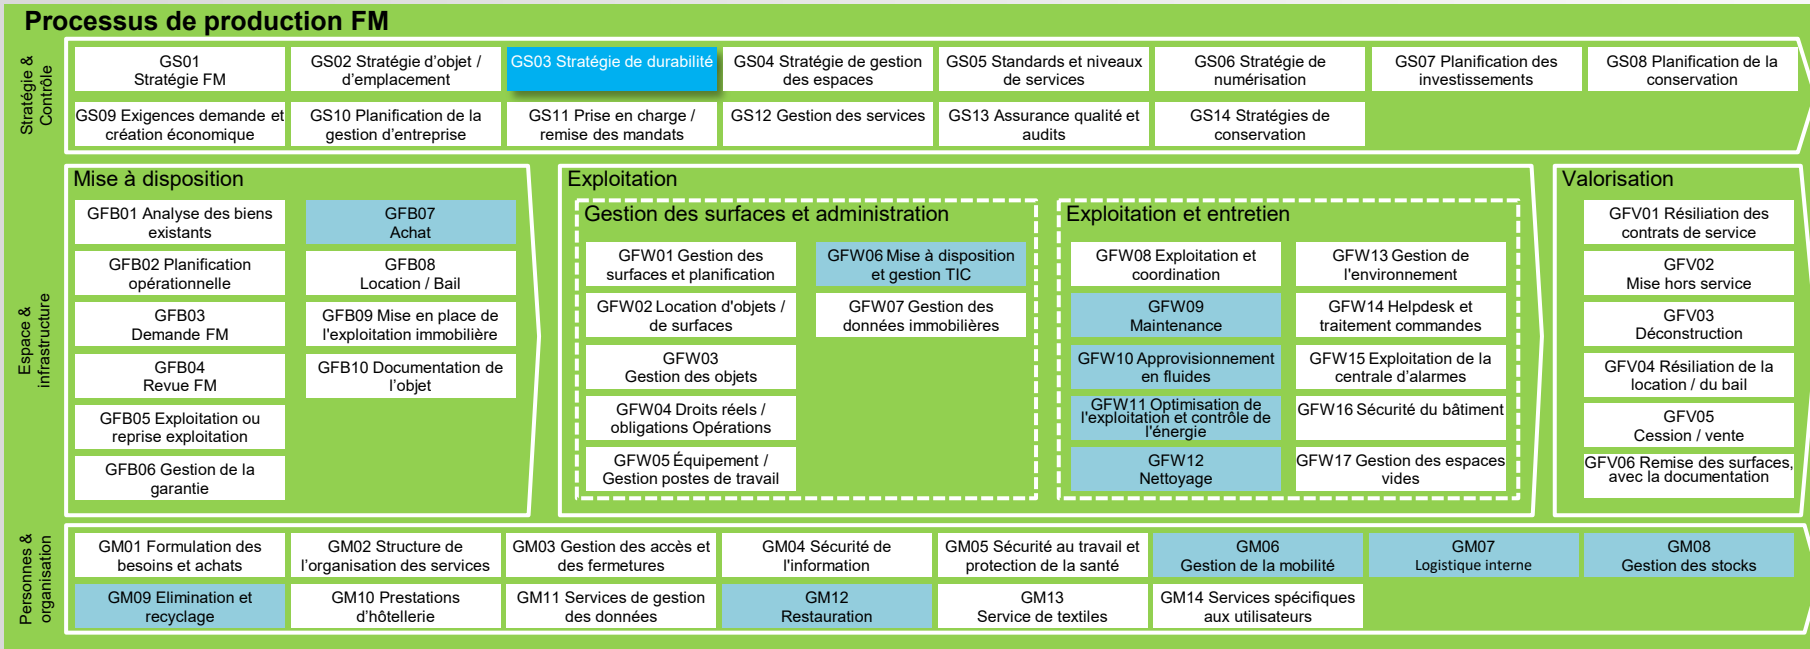 Processus de production FM
Stratégie &
Contrôle
GS01
Stratégie FM
GS02 Stratégie d'objet /
d'emplacement
GS03 Stratégie de durabilité
GS04 Stratégie de gestion
des espaces
GS05 Standards et niveaux
de services
GS06 Stratégie de
numérisation
GS07 Planification des
investissements
GS08 Planification de la
conservation
GS09 Exigences demande et
création économique
GS10 Planification de la
gestion d'entreprise
GS11 Prise en charge /
remise des mandats
GS12 Gestion des services
GS13 Assurance qualité et
audits
GS14 Stratégies de
conservation
Espace &
infrastructure
Mise à disposition
GFB01 Analyse des biens
existants
GFB02 Planification
opérationnelle
GFB03
Demande FM
GFB04
Revue FM
GFB05 Exploitation ou
reprise exploitation
GFB06 Gestion de la
garantie
GFB07
Achat
GFB08
Location / Bail
GFB09 Mise en place de
l'exploitation immobilière
GFB10 Documentation de
l'objet
Exploitation
Gestion des surfaces et administration
GFW01 Gestion des
surfaces et planification
GFW02 Location d'objets /
de surfaces
GFW03
Gestion des objets
GFW04 Droits réels /
obligations Opérations
GFW05 Équipement /
Gestion postes de travail
GFW06 Mise à disposition
et gestion TIC
GFW07 Gestion des
données immobilières
Exploitation et entretien
GFW08 Exploitation et
coordination
GFW09
Maintenance
GFW10 Approvisionnement
en fluides
GFW11 Optimisation de
l'exploitation et contrôle de
l'énergie
GFW12
Nettoyage
GFW13 Gestion de
l'environnement
GFW14 Helpdesk et
traitement commandes
GFW15 Exploitation de la
centrale d'alarmes
GFW16 Sécurité du bâtiment
GFW17 Gestion des espaces
vides
Valorisation
GFV01 Résiliation des
contrats de service
GFV02
Mise hors service
GFV03
Déconstruction
GFV04 Résiliation de la
location / du bail
GFV05
Cession / vente
GFV06 Remise des surfaces,
avec la documentation
Personnes &
organisation
GM01 Formulation des
besoins et achats
GM02 Structure de
l'organisation des services
GM03 Gestion des accès et
des fermetures
GM04 Sécurité de
l'information
GM05 Sécurité au travail et
protection de la santé
GM06
Gestion de la mobilité
GM07
Logistique interne
GM08
Gestion des stocks
GM09 Elimination et
recyclage
GM10 Prestations
d'hôtellerie
GM11 Services de gestion
des données
GM12
Restauration
GM13
Service de textiles
GM14 Services spécifiques
aux utilisateurs